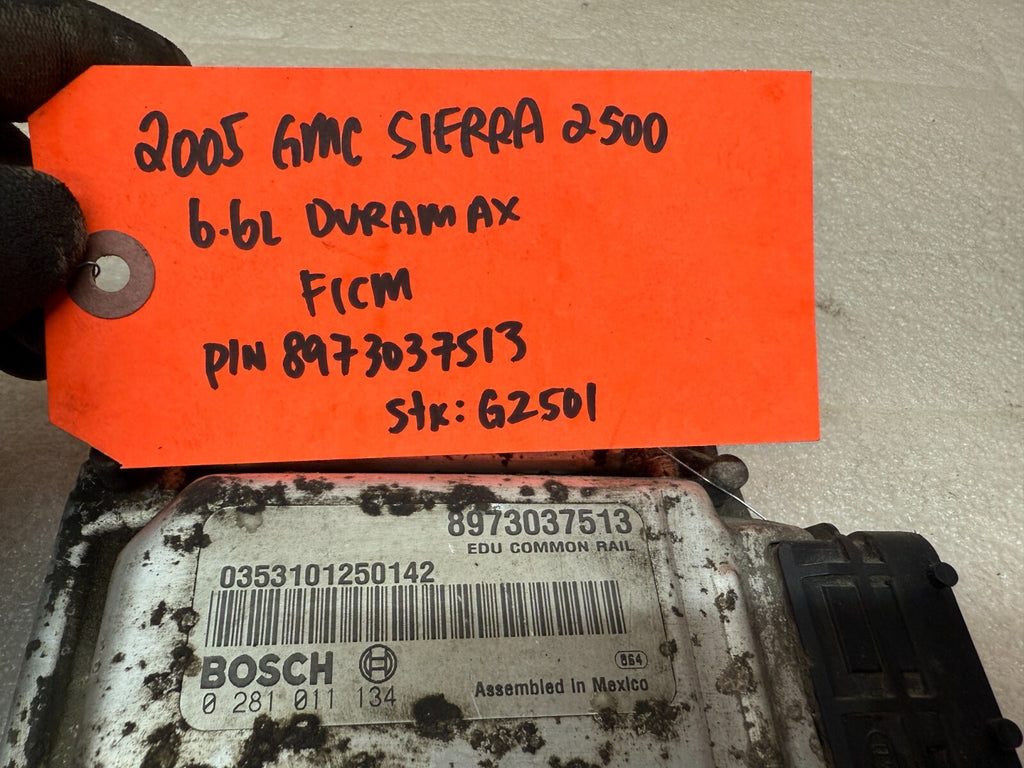 2005 GMC SIERRA 2500
6.6L DURAMAX
FICM
P/N 8973037513
Stk: G2501
8973037513
EDU COMMON RAIL
0353101250142
BOSCH
864
0 281 011 134
Assembled in Mexico